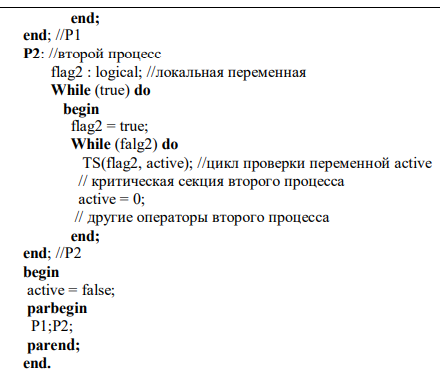 end;
end; //P1
P2: //второй процесс
flag2 : logical; //локальная переменная
While (true) do
begin
flag2 = true;
While (falg2) do
TS(flag2, active); //цикл проверки переменной active
// критическая секция второго процесса
active = 0;
// другие операторы второго процесса
end;
end; //P2
begin
active = false;
parbegin
P1;P2;
parend;
end.